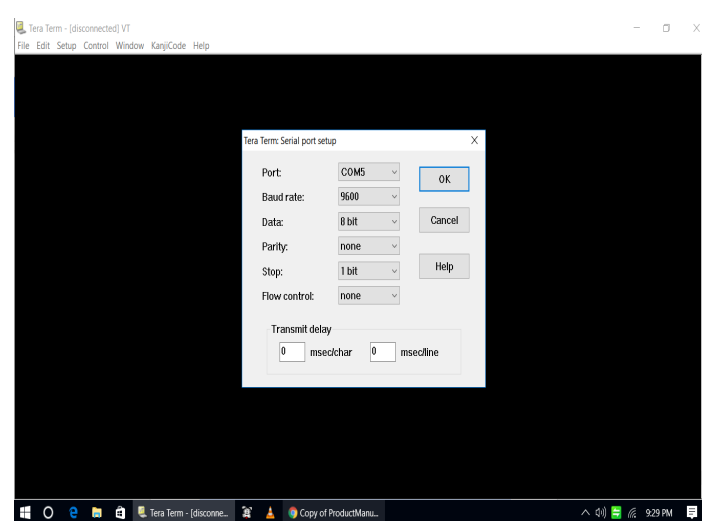 Tera Term - [disconnected] VT
File Edit Setup Control Window KanjiCode Help
Tera Term: Serial port setup
Port: COM5 OK
Baud rate: 9600
Data: 8 bit Cancel
Parity: none
Stop: 1 bit Help
Flow control: none
Transmit delay
0 msec/char 0 msec/line
Tera Term - [disconne... Copy of ProductManu... 9:29 PM